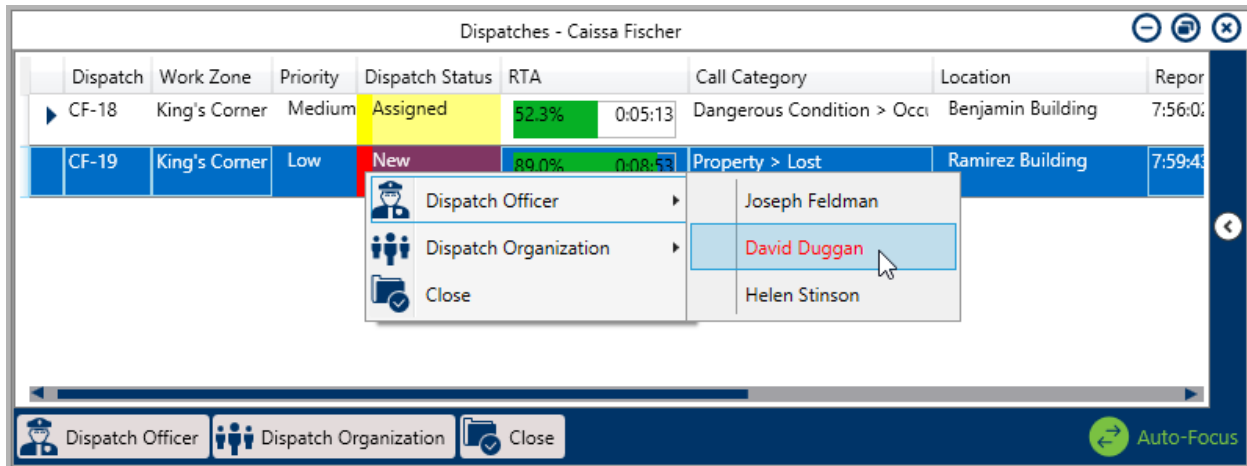 Dispatches - Caissa Fischer
Dispatch Work Zone Priority Dispatch Status RTA Call Category Location Repor
CF-18 King's Corner Medium Assigned 52.3% 0:05:13 Dangerous Condition > Occu Benjamin Building 7:56:02
CF-19 King's Corner Low New 89.0% 0:08:53 Property > Lost Ramirez Building 7:59:43
Dispatch Officer Joseph Feldman
Dispatch Organization David Duggan
Close Helen Stinson
Dispatch Officer Dispatch Organization Close Auto-Focus